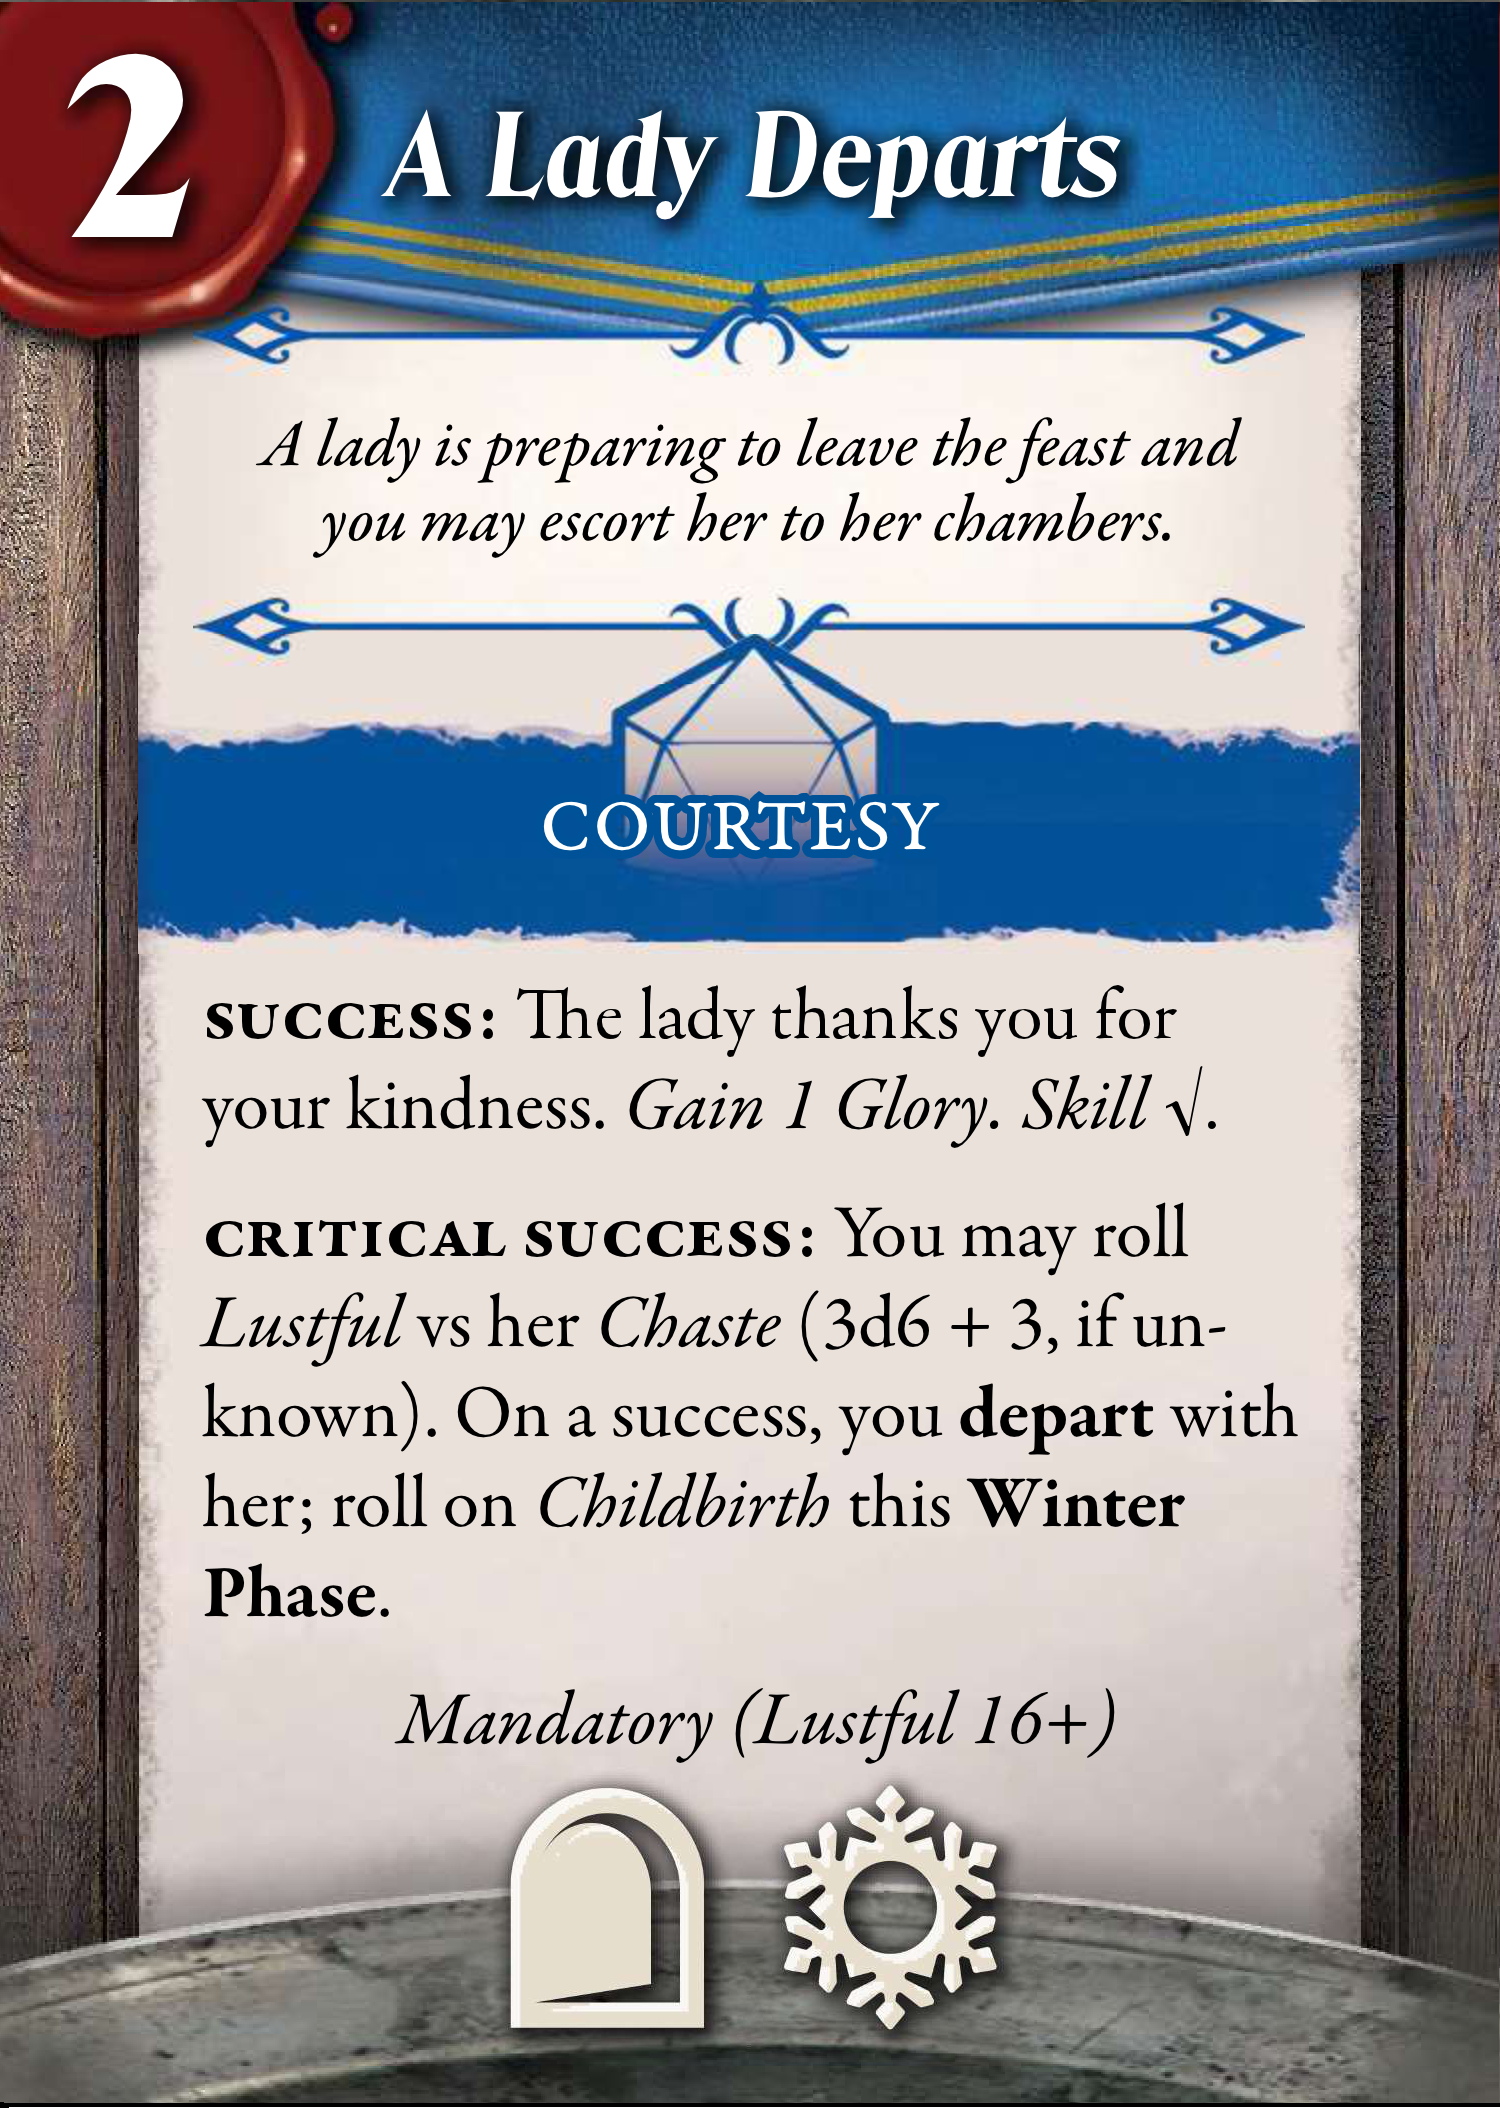 2
A Lady Departs
A lady is preparing to leave the feast and
you may escort her to her chambers.
COURTESY
SUCCESS: The lady thanks you for
your kindness. Gain 1 Glory. Skill √.
CRITICAL SUCCESS: You may roll
Lustful vs her Chaste (3d6 + 3, if un-
known). On a success, you depart with
her; roll on Childbirth this Winter
Phase.
Mandatory (Lustful 16+)